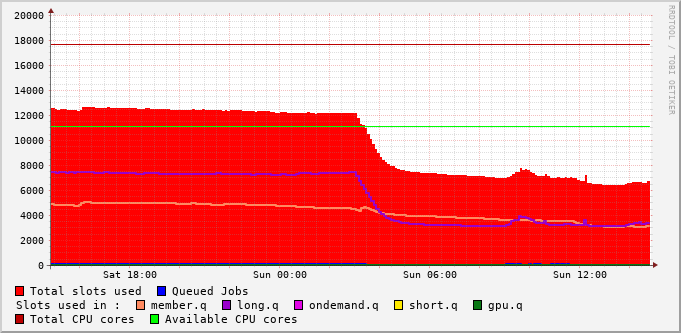 20000
18000
16000
14000
12000
10000
8000
6000
4000
2000
0
Sat 18:00 Sun 00:00 Sun 06:00 Sun 12:00
RRDTOOL / TOBI OETIKER
Total slots used Queued Jobs
Slots used in : member.q long.q ondemand.q short.q gpu.q
Total CPU cores Available CPU cores